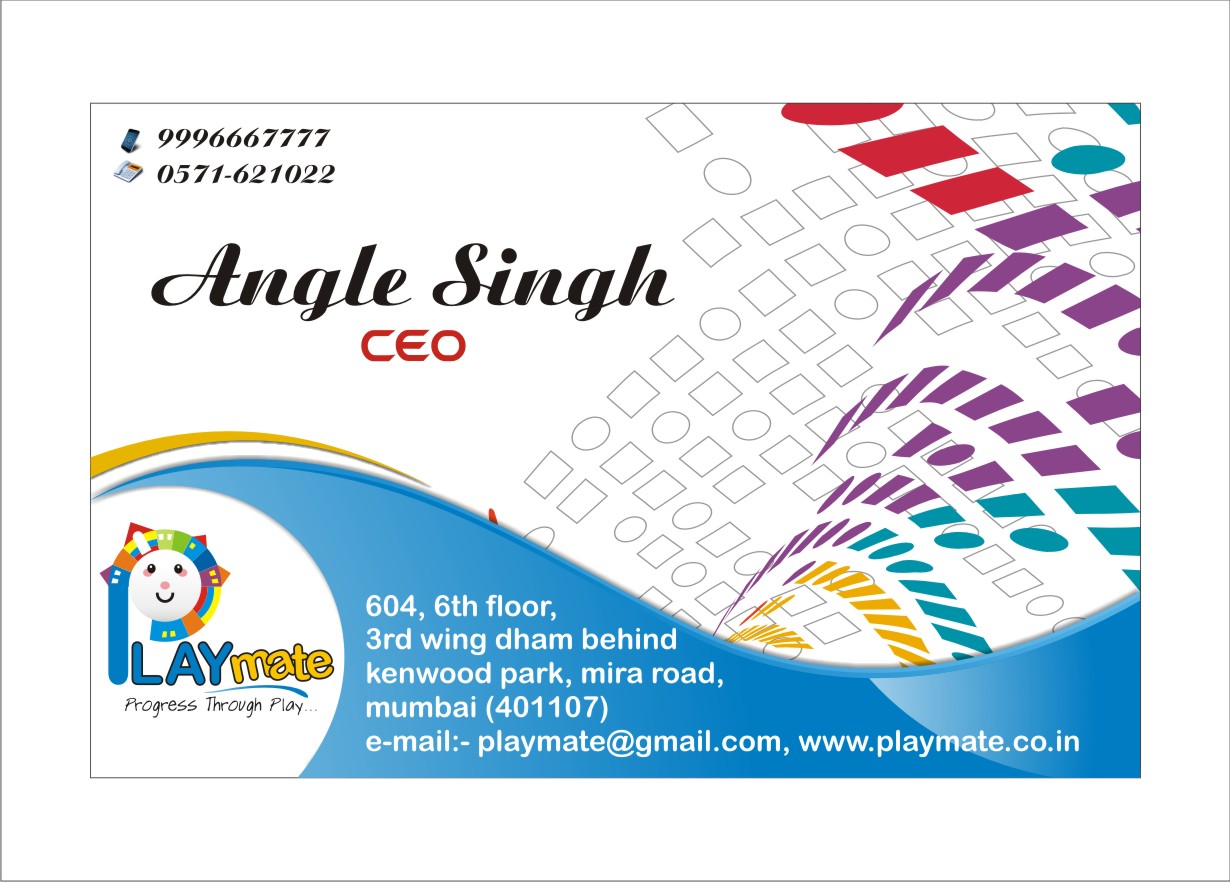 9996667777
0571-621022
Angle Singh
CEO
PLAYmate
Progress Through Play...
604, 6th floor,
3rd wing dham behind
kenwood park, mira road,
mumbai (401107)
e-mail:- playmate@gmail.com, www.playmate.co.in